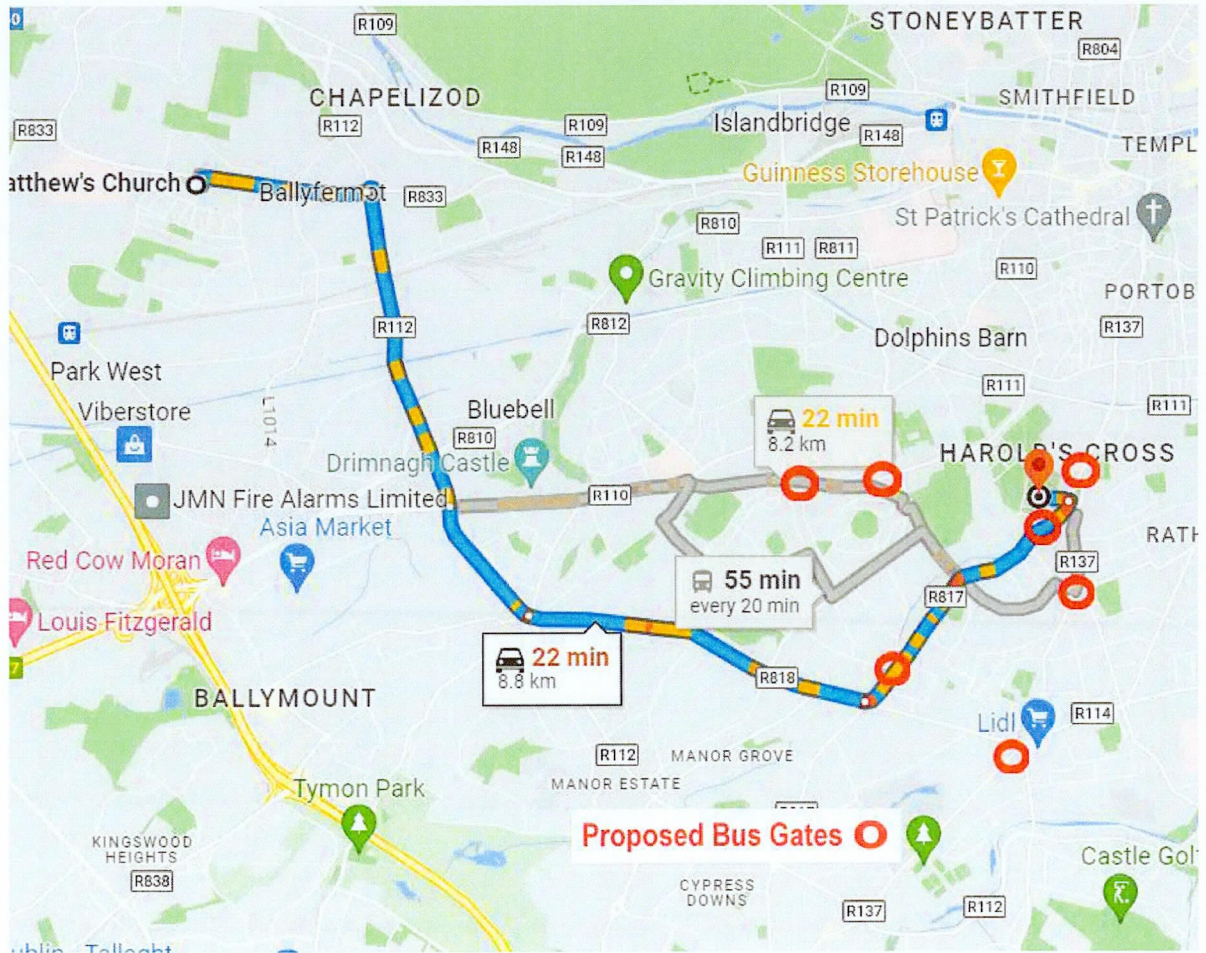 R109
STONEYBATTER
R804
CHAPELIZOD
R109
SMITHFIELD
R833
R112
R109
Islandbridge
R148
R148
R148
TEMPL
atthew's Church
Ballyfermot
R833
Guinness Storehouse
St Patrick's Cathedral
R810
R111
R811
R110
Gravity Climbing Centre
PORTOB
R112
R812
R137
Dolphins Barn
Park West
R111
Viberstore
L1014
Bluebell
R111
22 min
8.2 km
R810
HAROLD'S CROSS
Drimnagh Castle
JMN Fire Alarms Limited
R110
Asia Market
RATH
Red Cow Moran
55 min
every 20 min
R137
R817
Louis Fitzgerald
7
22 min
8.8 km
R818
BALLYMOUNT
Lidl
R114
R112
MANOR GROVE
MANOR ESTATE
Tymon Park
Proposed Bus Gates
KINGSWOOD
HEIGHTS
R838
Castle Gol
CYPRESS
DOWNS
R137
R112